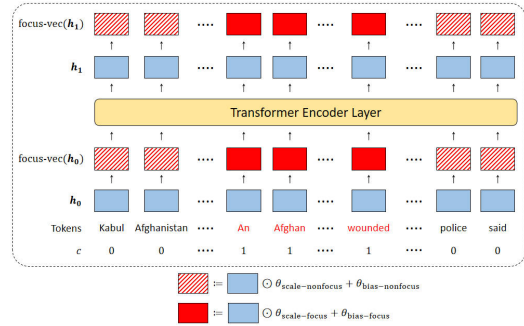 focus-vec(h₁) .... .... ....
h₁ .... .... ....
Transformer Encoder Layer
focus-vec(h₀) .... .... ....
h₀ .... .... ....
Tokens Kabul Afghanistan .... An Afghan .... wounded .... police said
c 0 0 .... 1 1 .... 1 .... 0 0
:= ⊙ θscale−nonfocus + θbias−nonfocus
:= ⊙ θscale−focus + θbias−focus